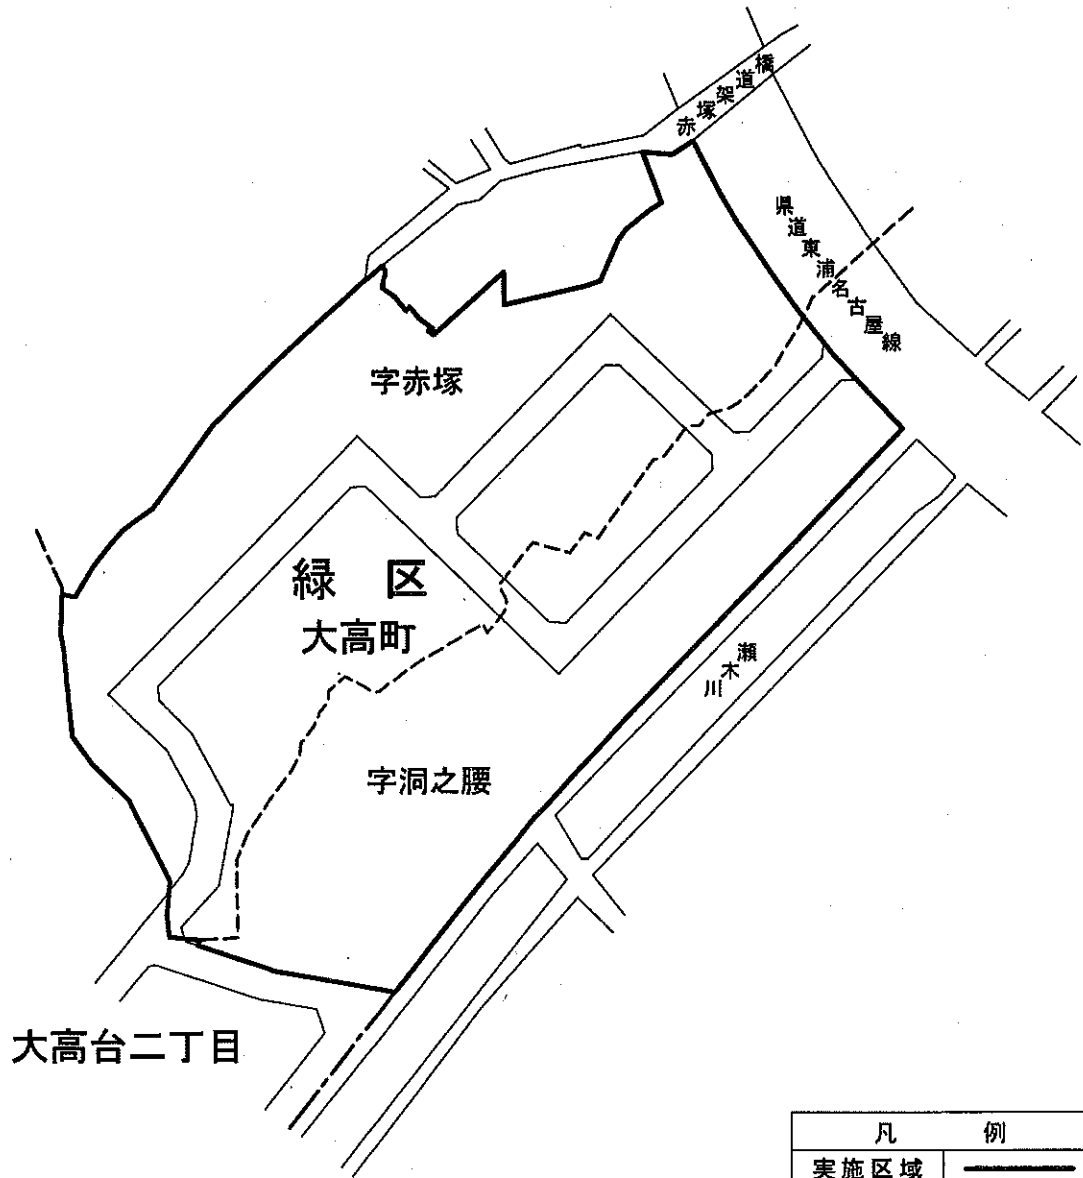 赤塚架道橋
県道東浦名古屋線
字赤塚
緑区
大高町
瀬木川
字洞之腰
大高台二丁目
凡例
実施区域